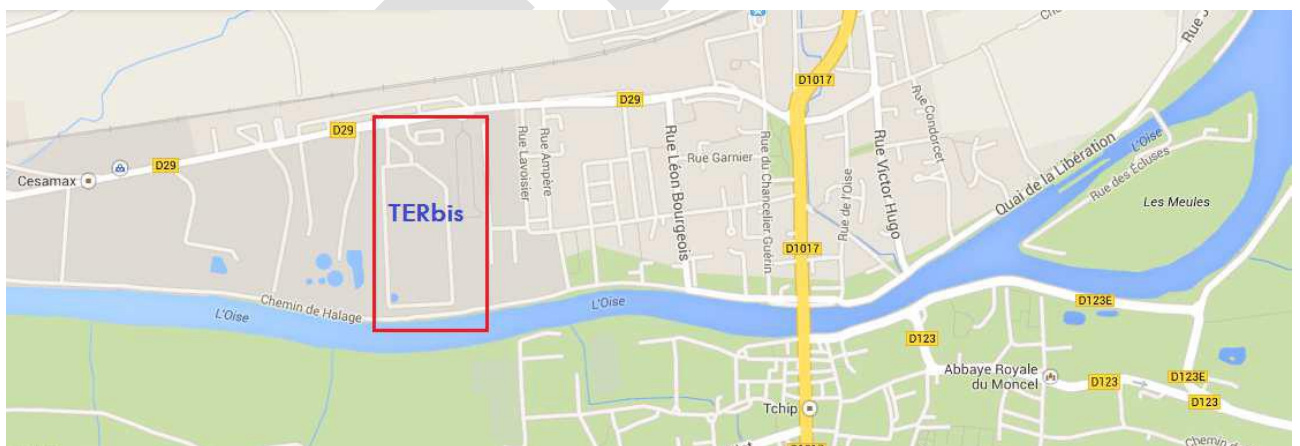 D1017
D29
D29
D29
Cesamax
TERbis
Rue Lavoisier
Rue Ampère
Rue Léon Bourgeois
Rue Garnier
Rue du Chancelier Guérin
Rue de l'Oise
Rue Victor Hugo
Rue Condorcet
Quai de la Libération
L'Oise
Rue des Écluses
Les Meules
D1017
Chemin de Halage
L'Oise
L'Oise
D123E
D123
Abbaye Royale
du Moncel
D123
D123E
D123
Tchip
Chemin d